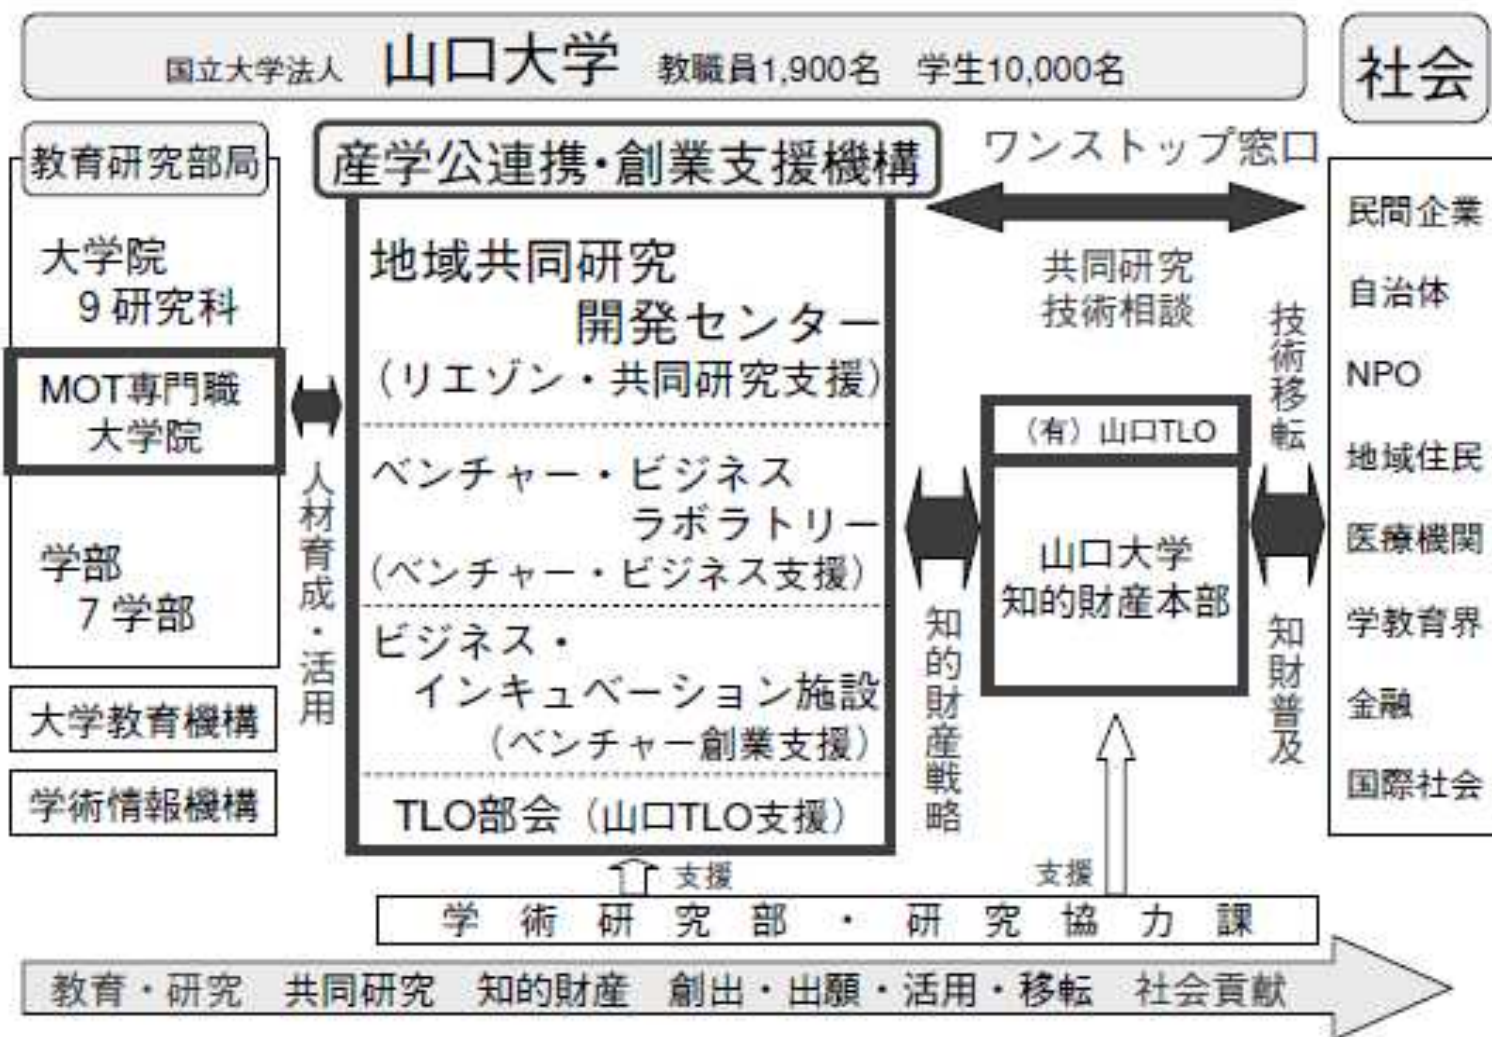 国立大学法人 山口大学 教職員1,900名 学生10,000名
社会
教育研究部局
大学院
9 研究科
MOT専門職
大学院
学部
7 学部
大学教育機構
学術情報機構
人材育成・活用
産学公連携・創業支援機構
地域共同研究
開発センター
(リエゾン・共同研究支援)
ベンチャー・ビジネス
ラボラトリー
(ベンチャー・ビジネス支援)
ビジネス・
インキュベーション施設
(ベンチャー創業支援)
TLO部会(山口TLO支援)
ワンストップ窓口
共同研究
技術相談
技術移転
(有)山口TLO
山口大学
知的財産本部
知的財産戦略
知財普及
民間企業
自治体
NPO
地域住民
医療機関
学教育界
金融
国際社会
支援
支援
学術研究部・研究協力課
教育・研究 共同研究 知的財産 創出・出願・活用・移転 社会貢献